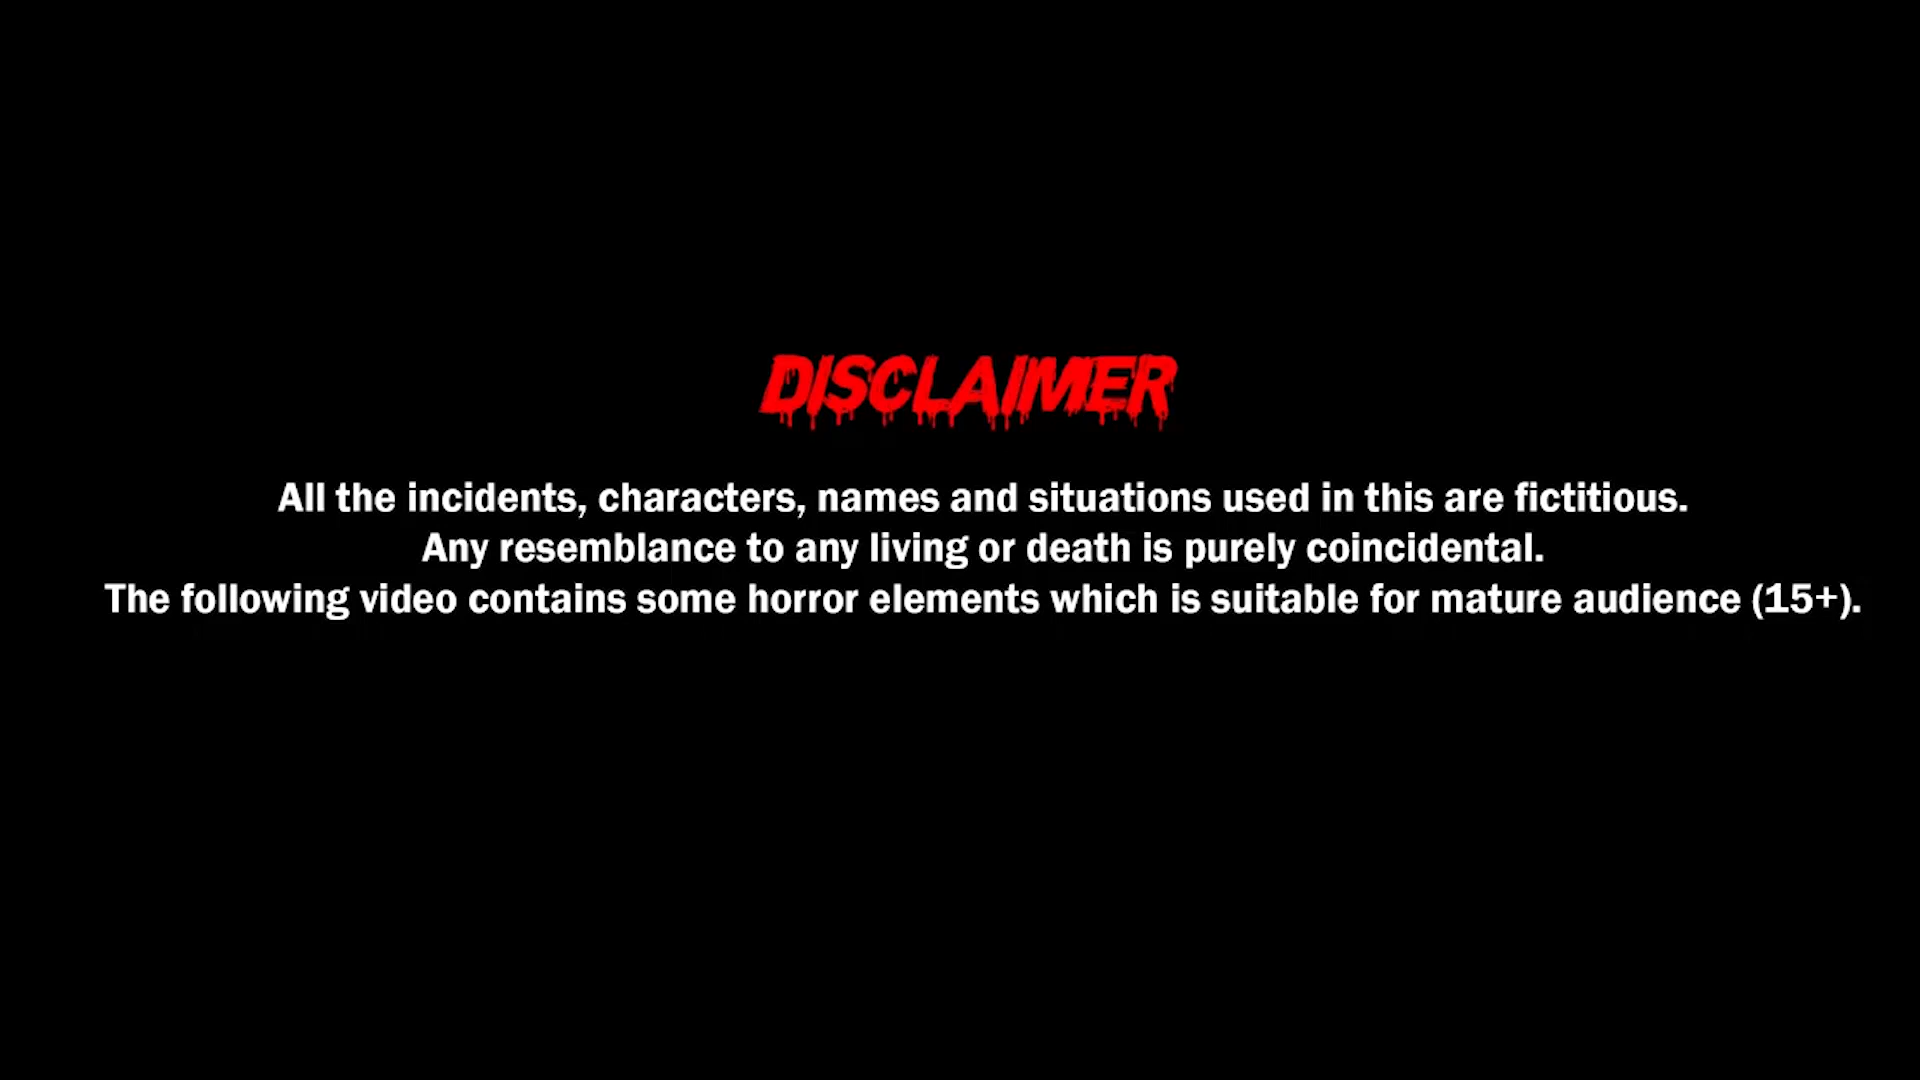 DISCLAIMER
All the incidents, characters, names and situations used in this are fictitious.
Any resemblance to any living or death is purely coincidental.
The following video contains some horror elements which is suitable for mature audience (15+).